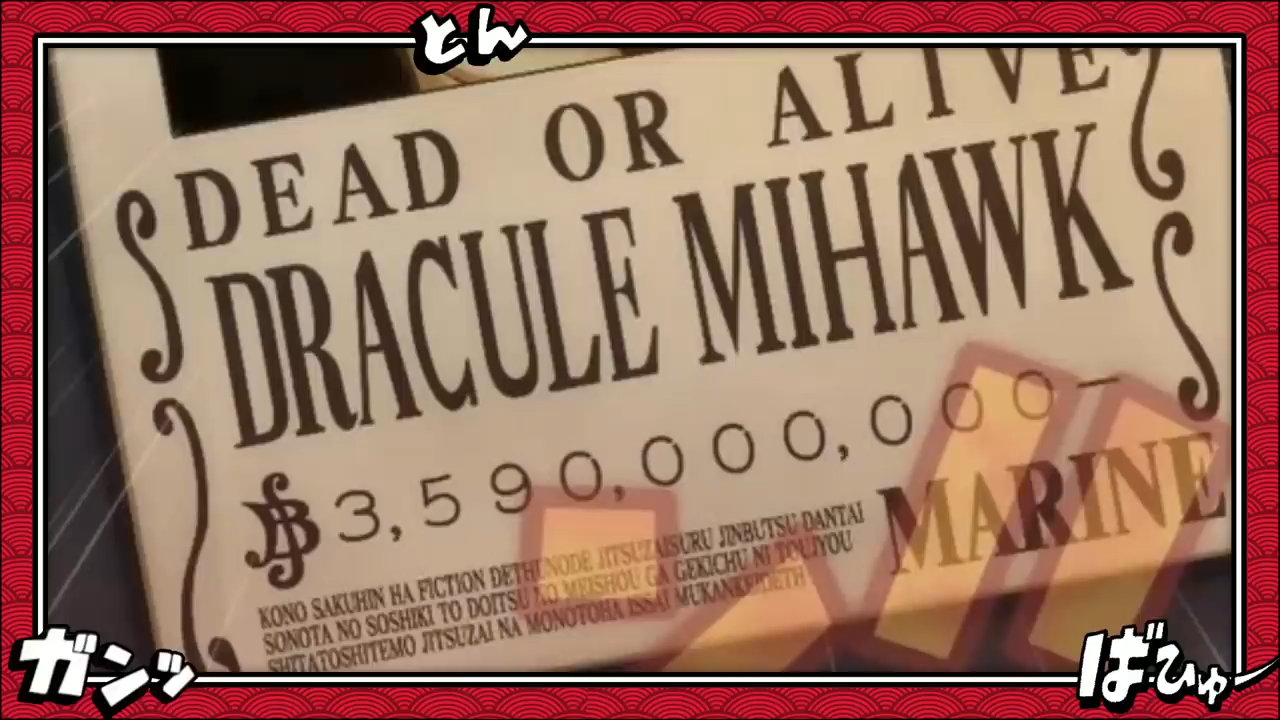 とん
DEAD OR ALIVE
DRACULE MIHAWK
฿3,590,000,000-
MARINE
KONO SAKUHIN HA FICTION DETHENODE JITSUZAISURU JINBUTSU DANTAI
SONOTA NO SOSHIKI TO DOITSU NO MEISHOU GA GEKICHU NI TOUJYOU
SHITATOSHITEMO JITSUZAI NA MONOTOHA ISSAI MUKANKEIDETH
ガンッ
ばひゅ